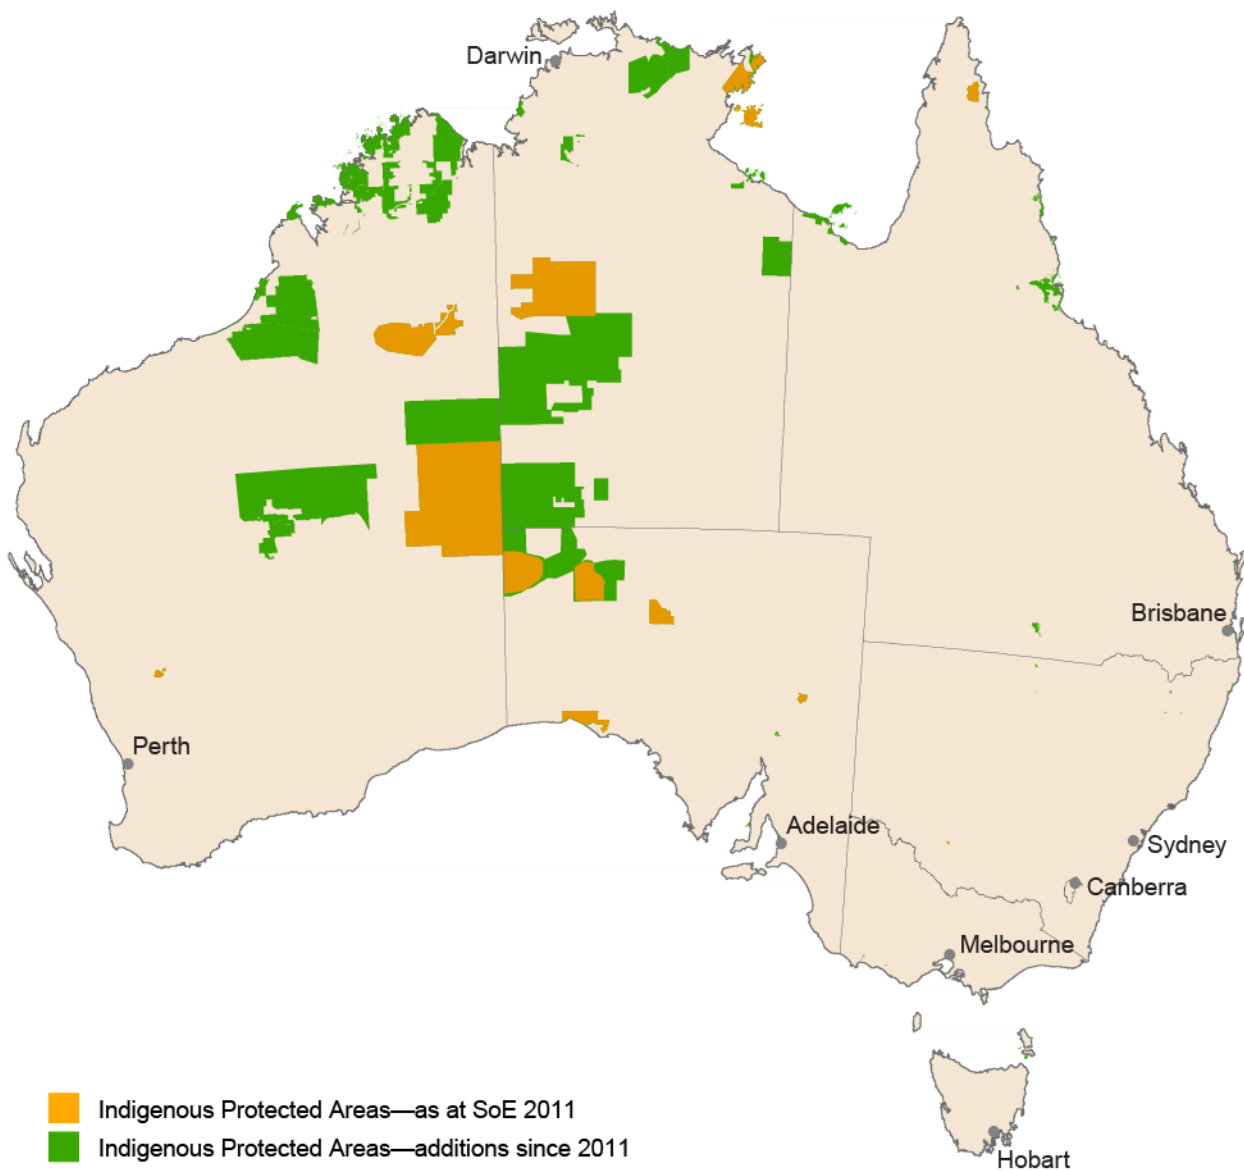 Darwin
Brisbane
Perth
Adelaide
Sydney
Canberra
Melbourne
Indigenous Protected Areas—as at SoE 2011
Indigenous Protected Areas—additions since 2011
Hobart